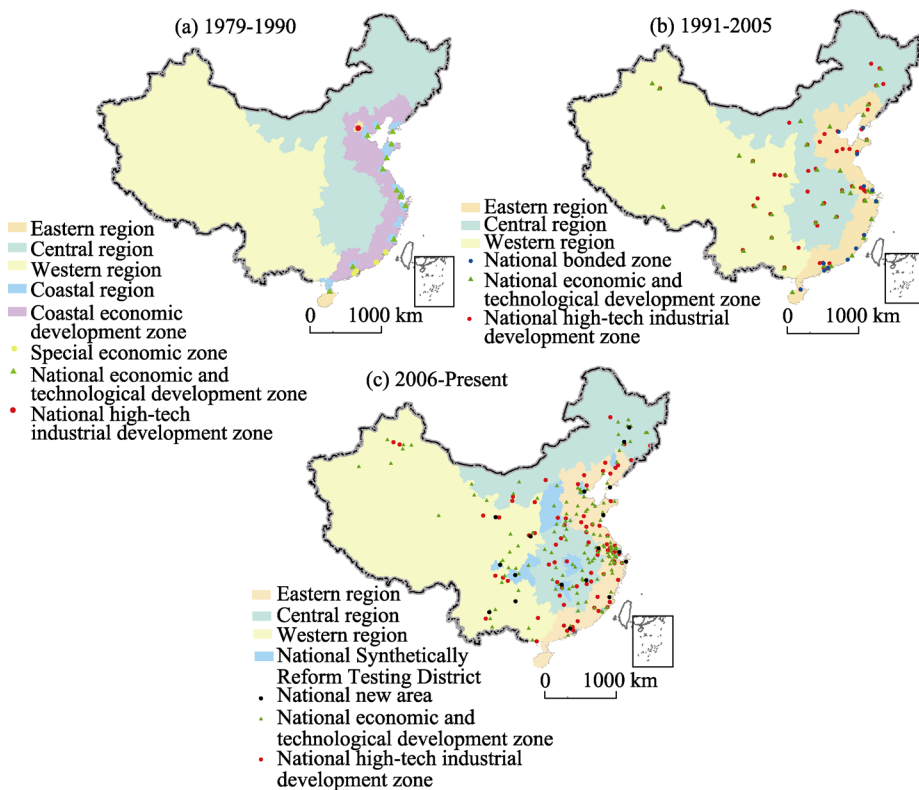 (a) 1979-1990
Eastern region
Central region
Western region
Coastal region
Coastal economic
development zone
Special economic zone
National economic and
technological development zone
National high-tech
industrial development zone
0 1000 km
(b) 1991-2005
Eastern region
Central region
Western region
National bonded zone
National economic and
technological development zone
National high-tech industrial
development zone
0 1000 km
(c) 2006-Present
Eastern region
Central region
Western region
National Synthetically
Reform Testing District
National new area
National economic and
technological development zone
National high-tech industrial
development zone
0 1000 km